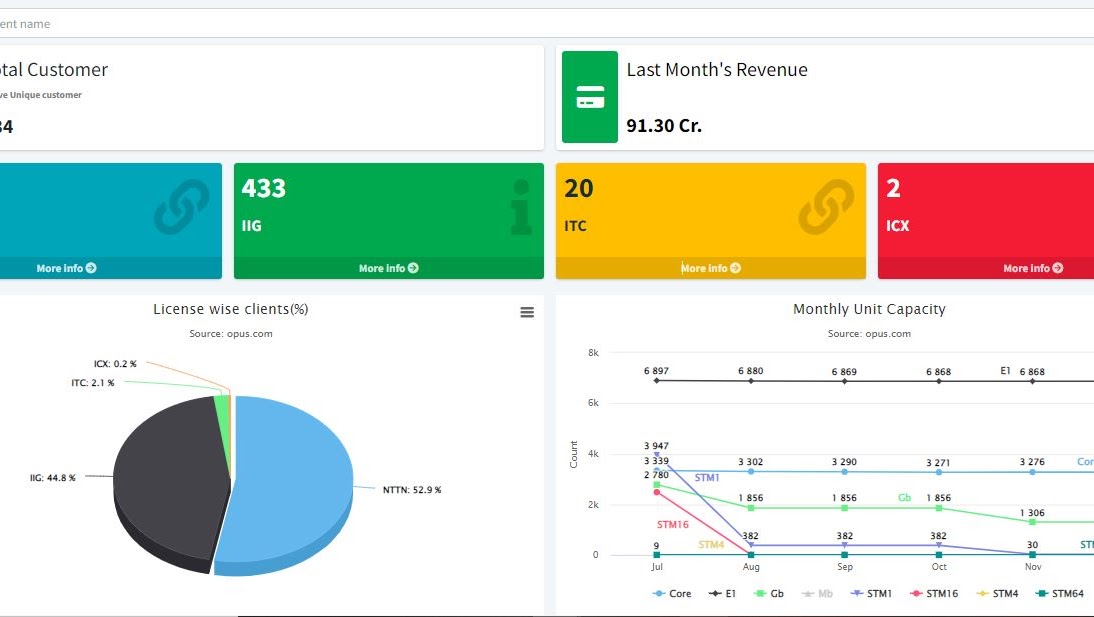 ent name
tal Customer
ve Unique customer
34
Last Month's Revenue
91.30 Cr.
More info
433
IIG
More info
20
ITC
More info
2
ICX
More info
License wise clients(%)
Source: opus.com
ICX: 0.2 %
ITC: 2.1 %
IIG: 44.8 %
NTTN: 52.9 %
Monthly Unit Capacity
Source: opus.com
Count
8k
6k
4k
2k
0
6 897
6 880
6 869
6 868
E1
6 868
3 947
3 339
2 780
STM1
3 302
3 290
3 271
3 276
Cor
1 856
1 856
Gb
1 856
1 306
STM16
STM4
9
382
382
382
30
STM
Jul
Aug
Sep
Oct
Nov
Core
E1
Gb
Mb
STM1
STM16
STM4
STM64